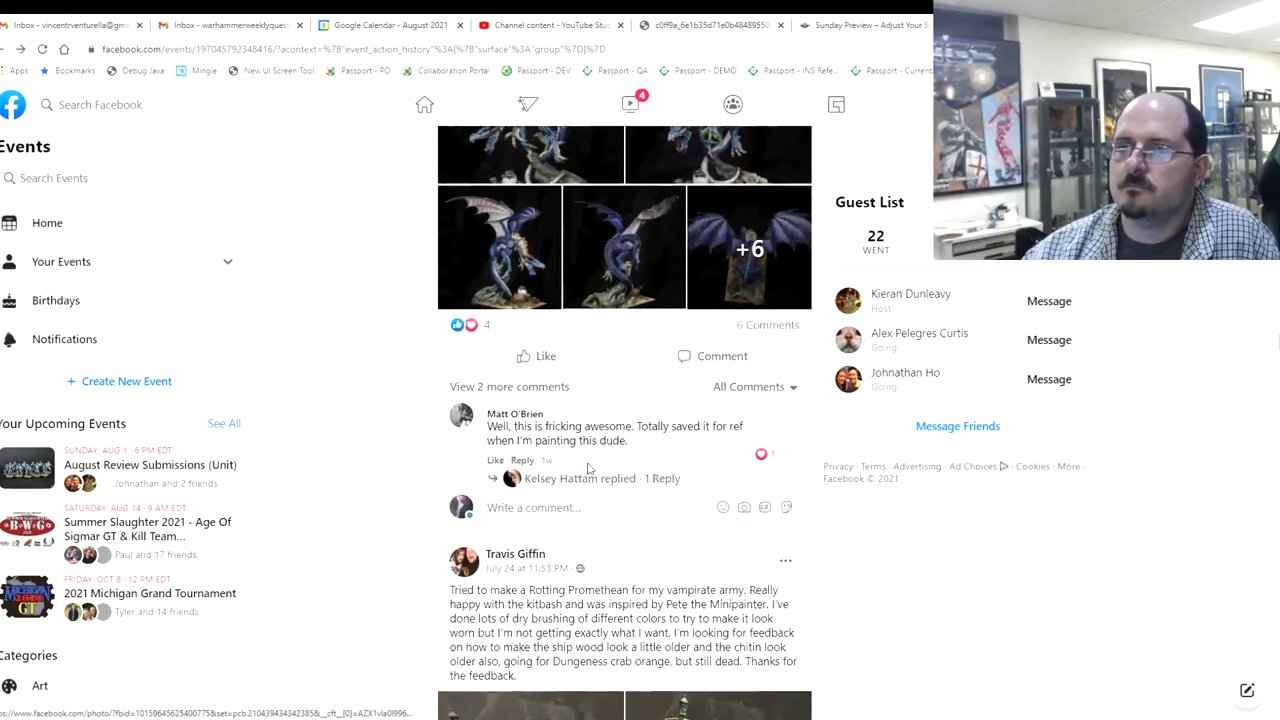 Inbox - vincentrventurella@gma
Inbox - warhammerweeklyquest
Google Calendar - August 2021
Channel content - YouTube Stu
c0ff9a_6e1b35d71e0b48489550
Sunday Preview – Adjust Your S
facebook.com/events/197045792348416/?acontext=%7B"event_action_history"%3A[%7B"surface"%3A"group"%7D]%7D
Apps
Bookmarks
Debug Java
Mingle
New UI Screen Tool
Passport - PO
Collaboration Portal
Passport - DEV
Passport - QA
Passport - DEMO
Passport - INS Refe...
Passport - Current
Search Facebook
4
Events
Search Events
Home
Your Events
Birthdays
Notifications
+ Create New Event
Your Upcoming Events
See All
SUNDAY, AUG 1 · 6 PM EDT
August Review Submissions (Unit)
Johnathan and 2 friends
SATURDAY, AUG 14 · 9 AM EDT
Summer Slaughter 2021 - Age Of
Sigmar GT & Kill Team...
Paul and 17 friends
FRIDAY, OCT 8 · 12 PM EDT
2021 Michigan Grand Tournament
Tyler and 14 friends
Categories
Art
+6
4
6 Comments
Like
Comment
View 2 more comments
All Comments
Matt O'Brien
Well, this is fricking awesome. Totally saved it for ref
when I'm painting this dude.
1
Like Reply 1w
Kelsey Hattam replied · 1 Reply
Write a comment...
Travis Giffin
July 24 at 11:53 PM ·
Tried to make a Rotting Promethean for my vampirate army. Really
happy with the kitbash and was inspired by Pete the Minipainter. I've
done lots of dry brushing of different colors to try to make it look
worn but I'm not getting exactly what I want. I'm looking for feedback
on how to make the ship wood look a little older and the chitin look
older also, going for Dungeness crab orange, but still dead. Thanks for
the feedback.
Guest List
22
WENT
Kieran Dunleavy
Host
Message
Alex Pelegres Curtis
Going
Message
Johnathan Ho
Going
Message
Message Friends
Privacy · Terms · Advertising · Ad Choices · Cookies · More ·
Facebook © 2021